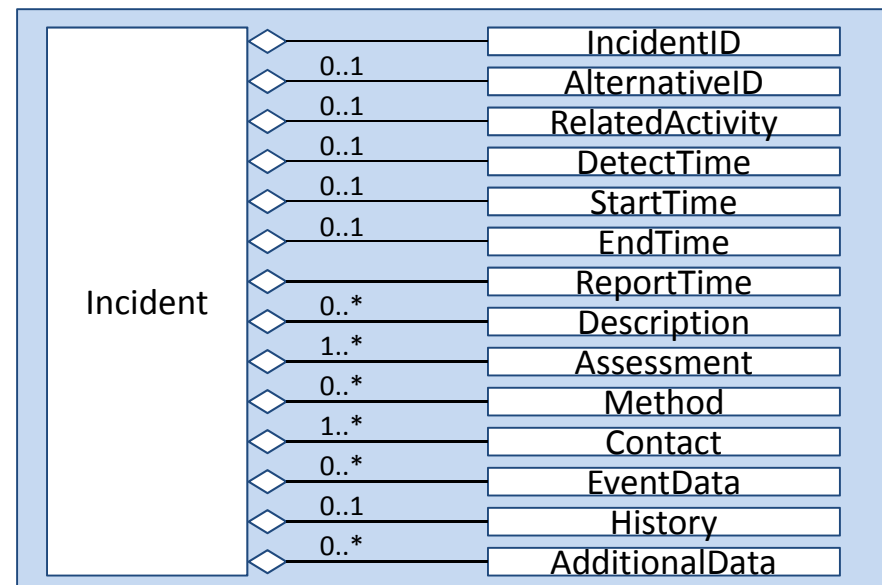 IncidentID
0..1
AlternativeID
0..1
RelatedActivity
0..1
DetectTime
0..1
StartTime
0..1
EndTime
ReportTime
Incident
0..*
Description
1..*
Assessment
0..*
Method
1..*
Contact
0..*
EventData
0..1
History
0..*
AdditionalData